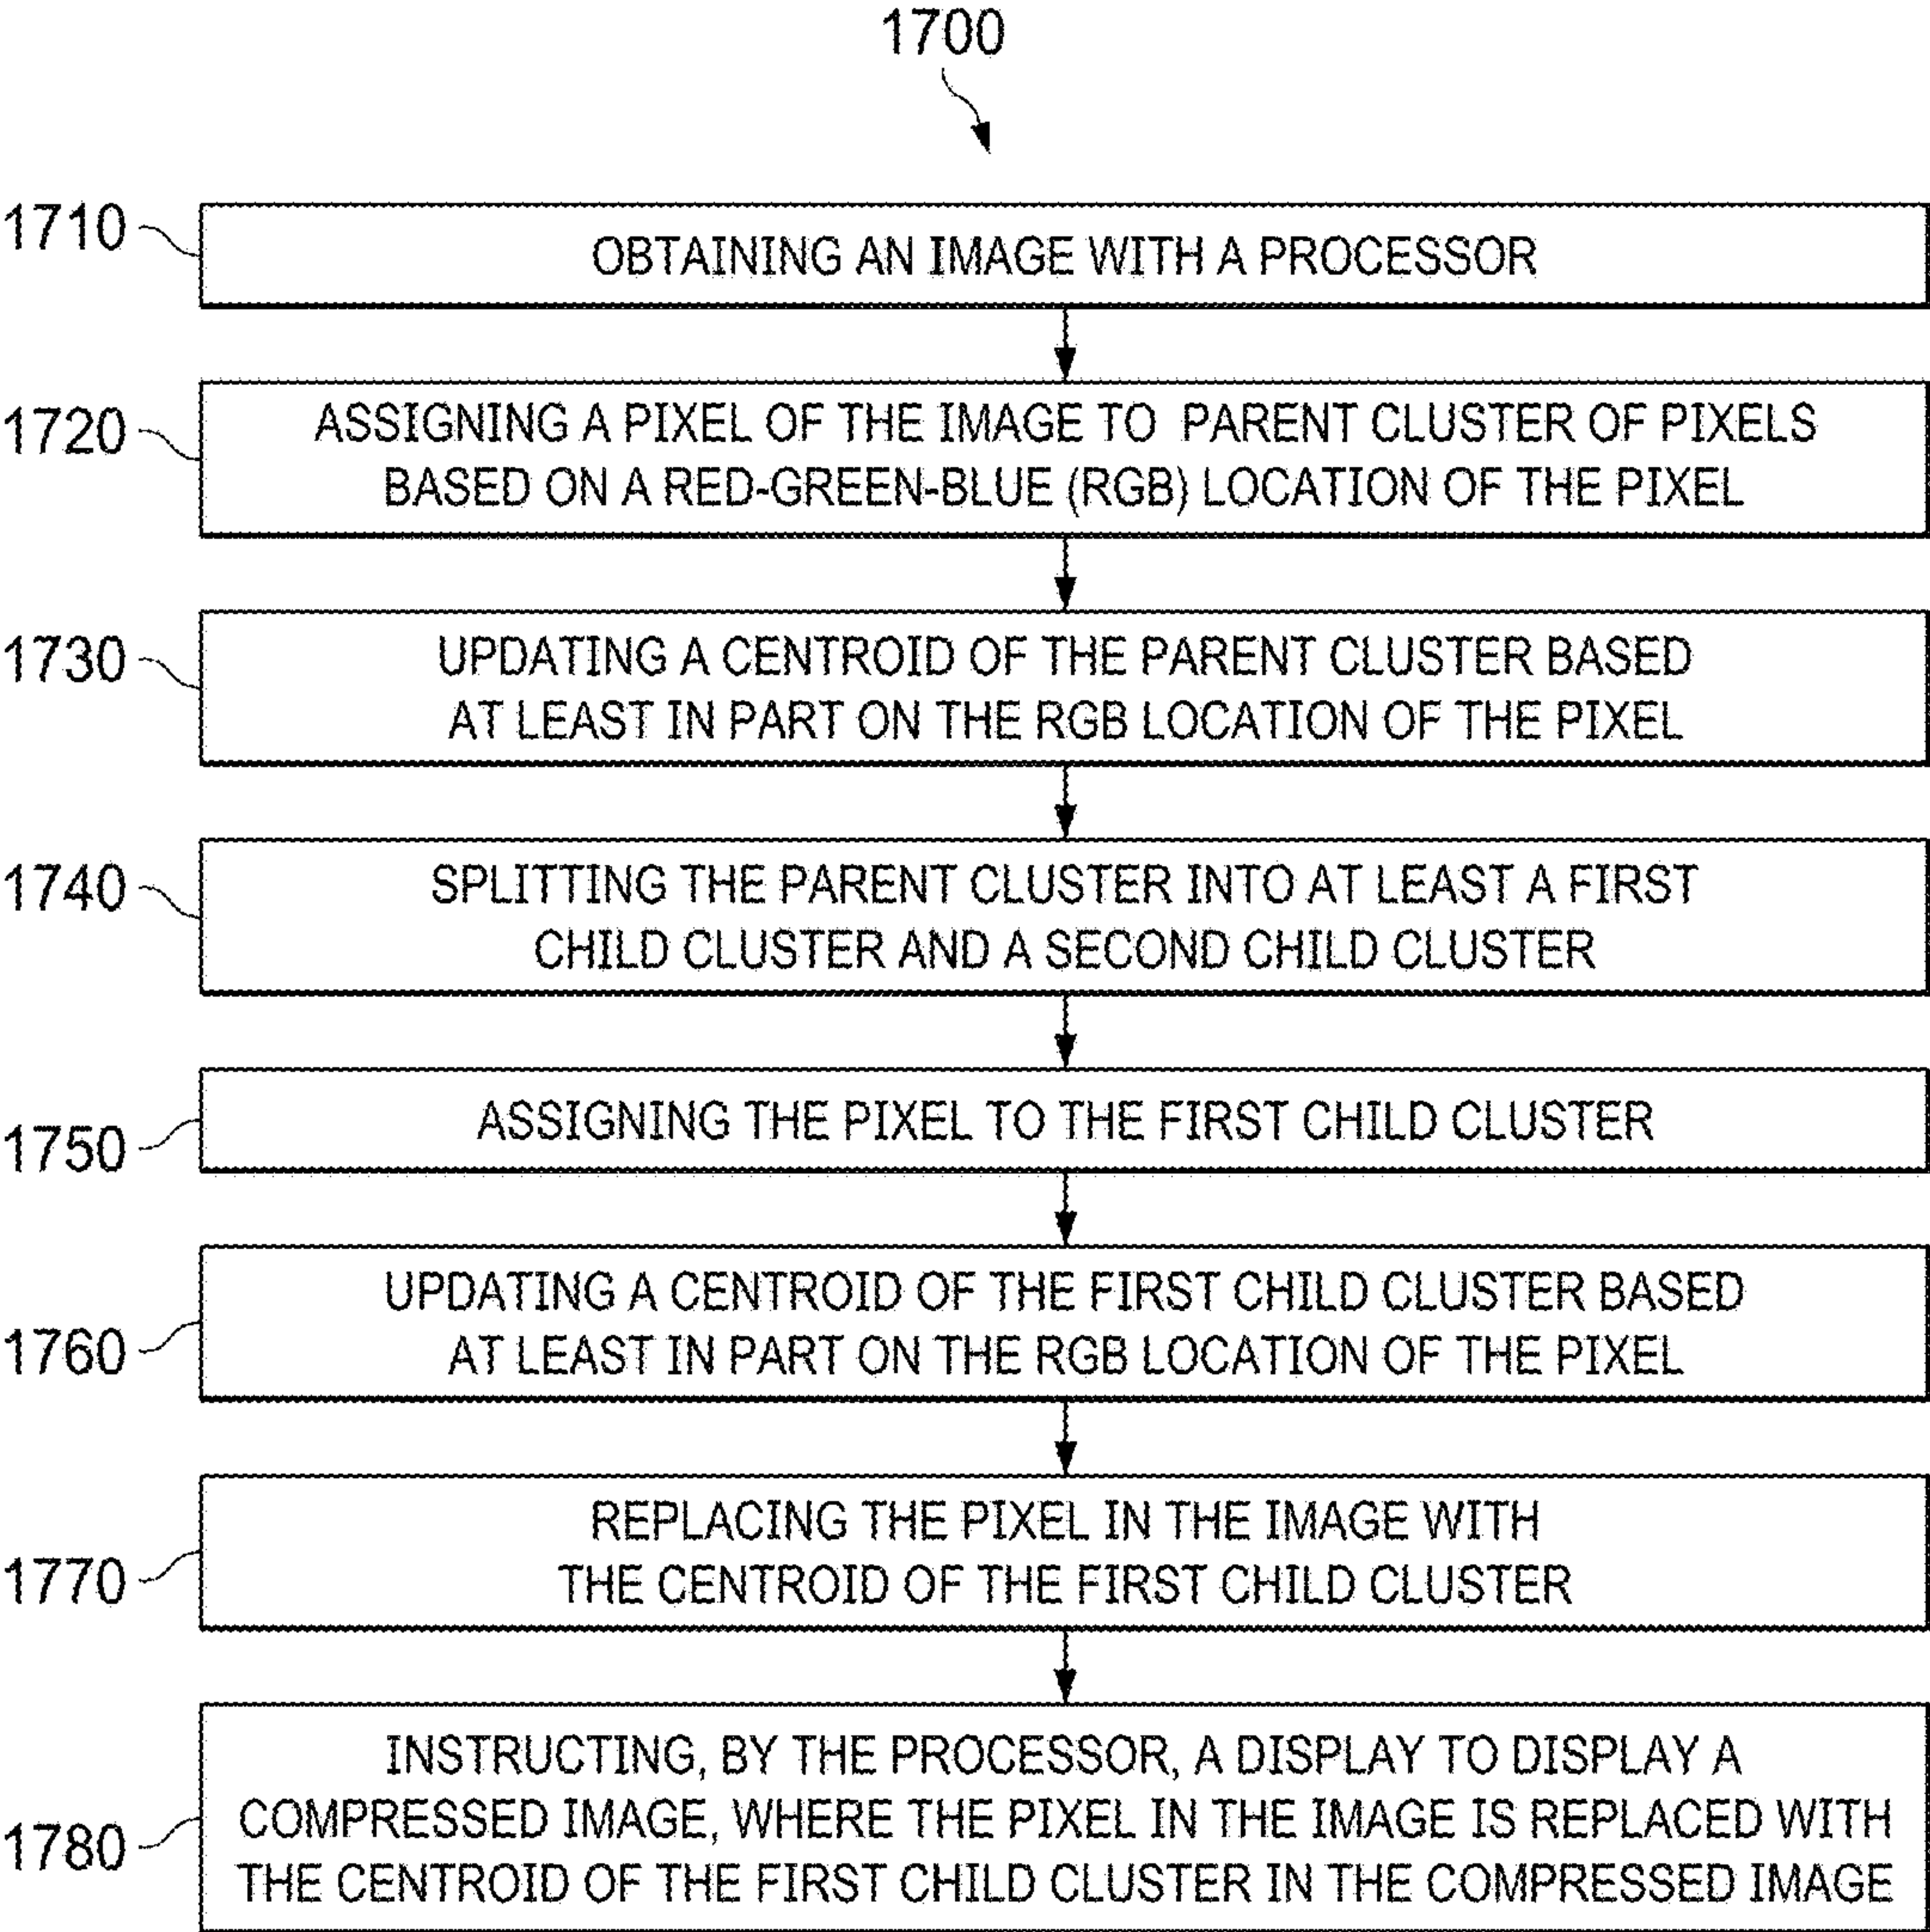 1700
1710
OBTAINING AN IMAGE WITH A PROCESSOR
1720
ASSIGNING A PIXEL OF THE IMAGE TO PARENT CLUSTER OF PIXELS
BASED ON A RED-GREEN-BLUE (RGB) LOCATION OF THE PIXEL
1730
UPDATING A CENTROID OF THE PARENT CLUSTER BASED
AT LEAST IN PART ON THE RGB LOCATION OF THE PIXEL
1740
SPLITTING THE PARENT CLUSTER INTO AT LEAST A FIRST
CHILD CLUSTER AND A SECOND CHILD CLUSTER
1750
ASSIGNING THE PIXEL TO THE FIRST CHILD CLUSTER
1760
UPDATING A CENTROID OF THE FIRST CHILD CLUSTER BASED
AT LEAST IN PART ON THE RGB LOCATION OF THE PIXEL
1770
REPLACING THE PIXEL IN THE IMAGE WITH
THE CENTROID OF THE FIRST CHILD CLUSTER
1780
INSTRUCTING, BY THE PROCESSOR, A DISPLAY TO DISPLAY A
COMPRESSED IMAGE, WHERE THE PIXEL IN THE IMAGE IS REPLACED WITH
THE CENTROID OF THE FIRST CHILD CLUSTER IN THE COMPRESSED IMAGE